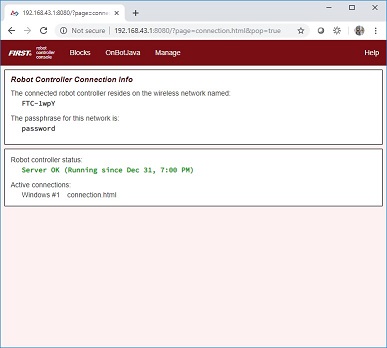 192.168.43.1:8080/?page=conne
Not secure | 192.168.43.1:8080/?page=connection.html&pop=true
FIRST robot controller console Blocks OnBotJava Manage Help
Robot Controller Connection Info
The connected robot controller resides on the wireless network named:
FTC-1wpY
The passphrase for this network is:
password
Robot controller status:
Server OK (Running since Dec 31, 7:00 PM)
Active connections:
Windows #1 connection.html